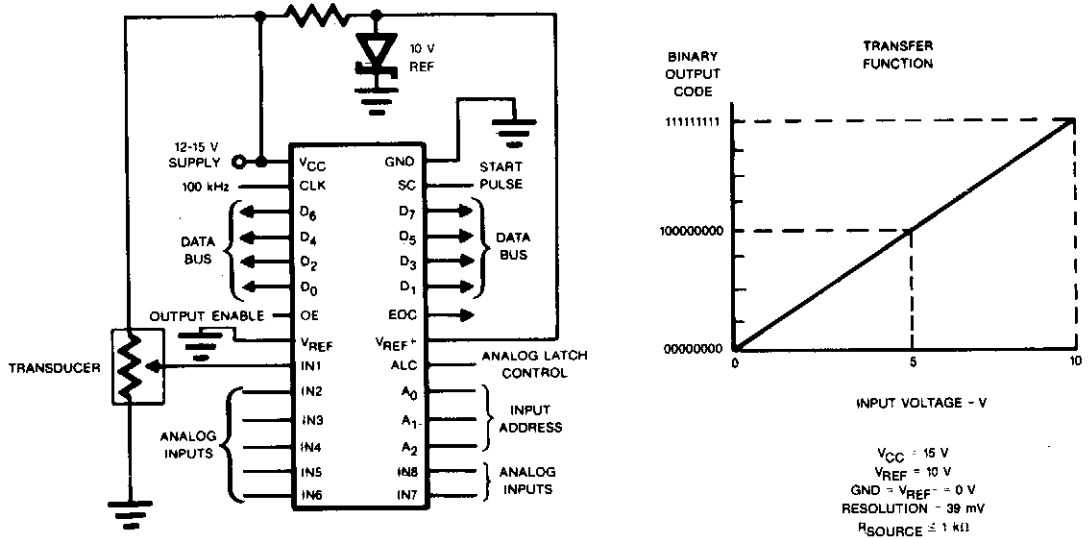 10 V
REF
12-15 V
SUPPLY
100 kHz
DATA
BUS
OUTPUT ENABLE
TRANSDUCER
ANALOG
INPUTS
VCC
CLK
D6
D4
D2
D0
OE
VREF
IN1
IN2
IN3
IN4
IN5
IN6
GND
SC
D7
D5
D3
D1
EOC
VREF+
ALC
A0
A1
A2
IN8
IN7
START
PULSE
DATA
BUS
ANALOG LATCH
CONTROL
INPUT
ADDRESS
ANALOG
INPUTS
TRANSFER
FUNCTION
BINARY
OUTPUT
CODE
111111111
100000000
00000000
0
5
10
INPUT VOLTAGE - V
VCC = 15 V
VREF = 10 V
GND = VREF- = 0 V
RESOLUTION - 39 mV
RSOURCE ≤ 1 kΩ